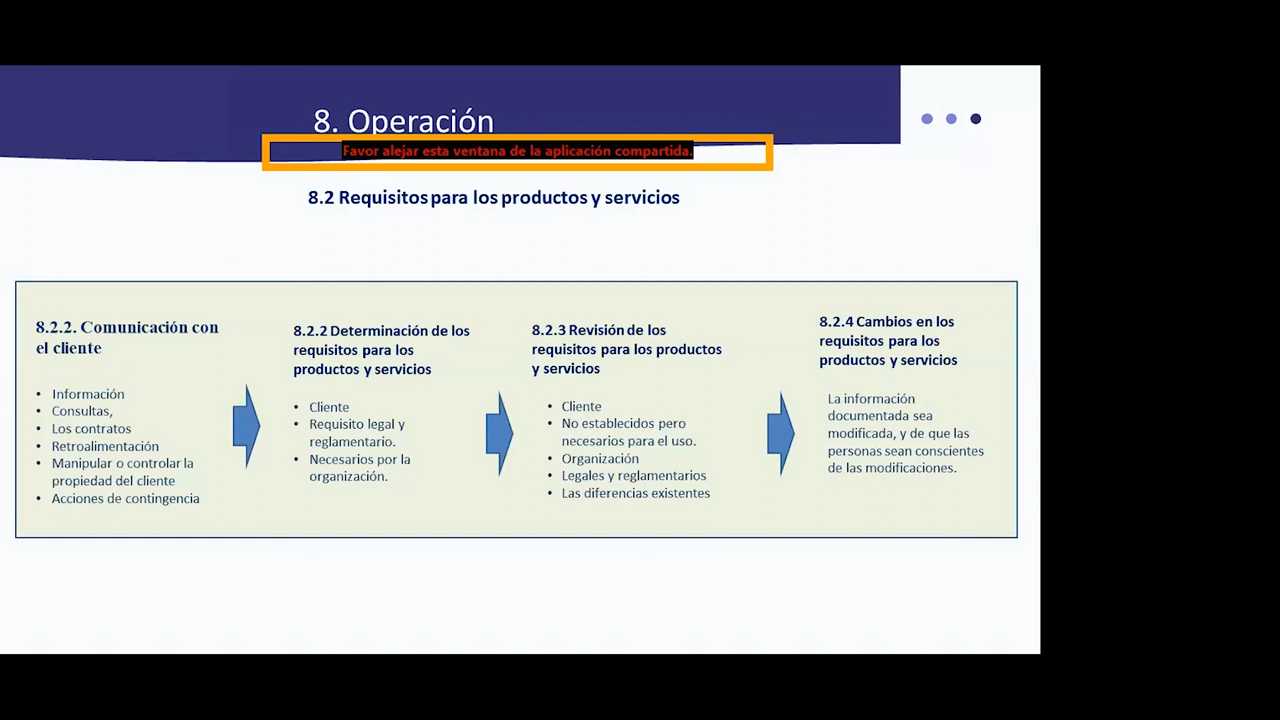 8. Operación
Favor alejar esta ventana de la aplicación compartida.
8.2 Requisitos para los productos y servicios
8.2.2. Comunicación con
el cliente
• Información
• Consultas,
• Los contratos
• Retroalimentación
• Manipular o controlar la
propiedad del cliente
• Acciones de contingencia
8.2.2 Determinación de los
requisitos para los
productos y servicios
• Cliente
• Requisito legal y
reglamentario.
• Necesarios por la
organización.
8.2.3 Revisión de los
requisitos para los productos
y servicios
• Cliente
• No establecidos pero
necesarios para el uso.
• Organización
• Legales y reglamentarios
• Las diferencias existentes
8.2.4 Cambios en los
requisitos para los
productos y servicios
La información
documentada sea
modificada, y de que las
personas sean conscientes
de las modificaciones.